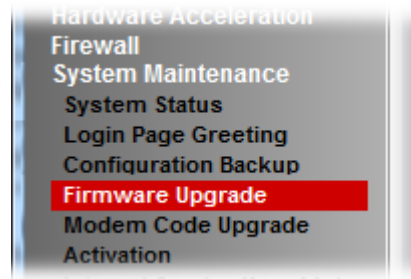 Hardware Acceleration
Firewall
System Maintenance
System Status
Login Page Greeting
Configuration Backup
Firmware Upgrade
Modem Code Upgrade
Activation